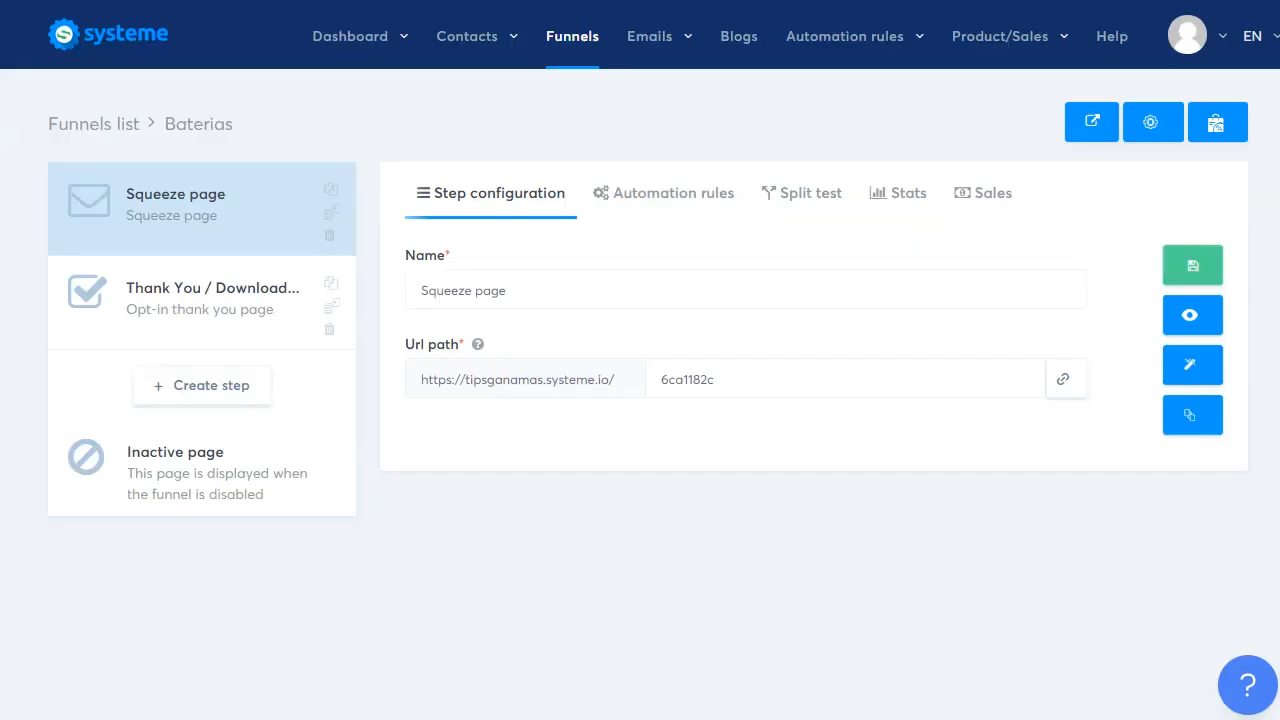 systeme
Dashboard
Contacts
Funnels
Emails
Blogs
Automation rules
Product/Sales
Help
EN
Funnels list > Baterias
Squeeze page
Squeeze page
Thank You / Download...
Opt-in thank you page
+ Create step
Inactive page
This page is displayed when
the funnel is disabled
Step configuration
Automation rules
Split test
Stats
Sales
Name*
Squeeze page
Url path* ?
https://tipsganamas.systeme.io/
6ca1182c
?